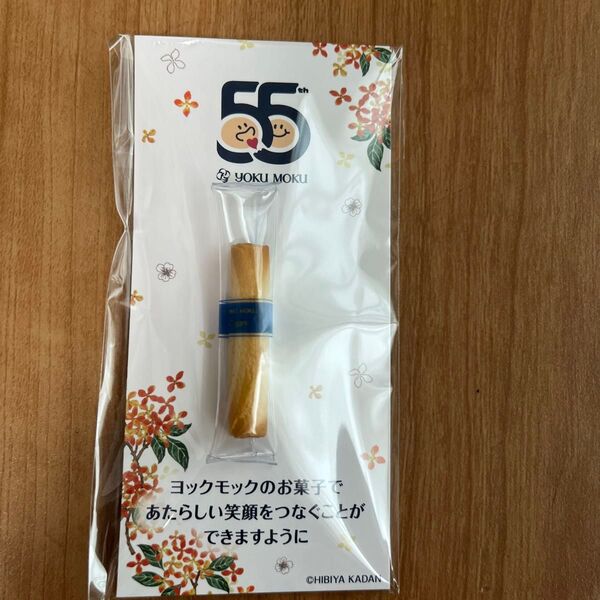 55th
YOKU MOKU
ヨックモックのお菓子で
あたらしい笑顔をつなぐことが
できますように
©HIBIYA KADAN